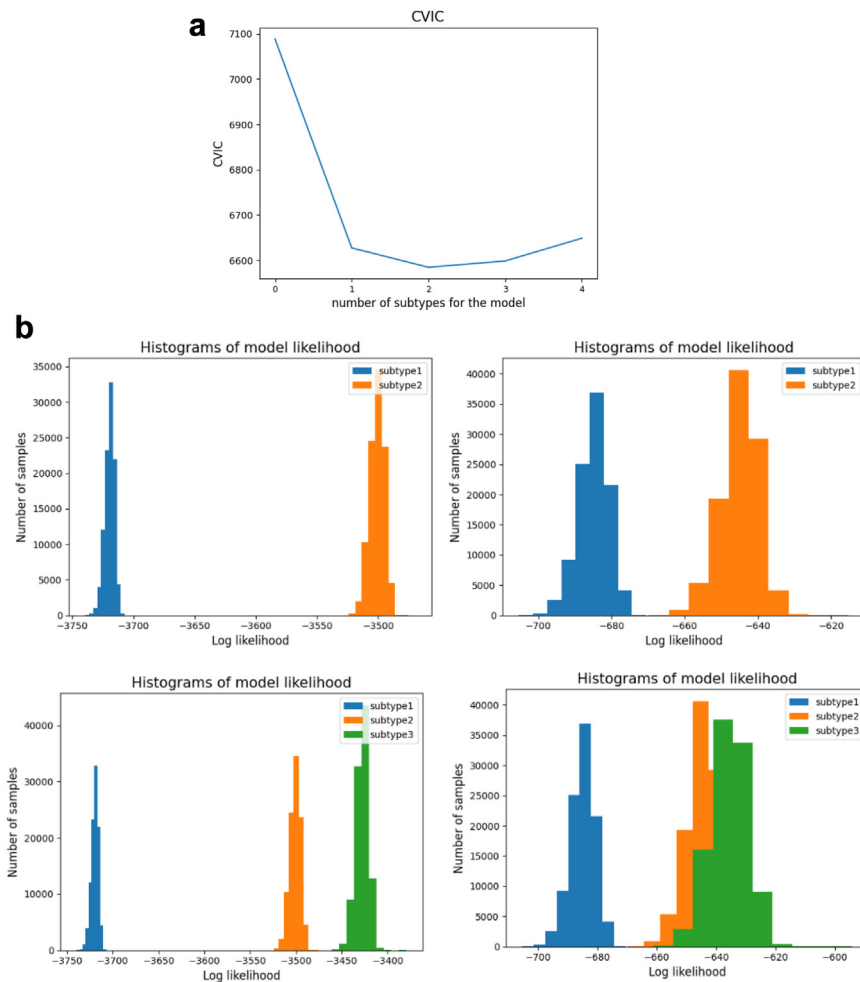 a
CVIC
7100
7000
6900
6800
6700
6600
CVIC
0 1 2 3 4
number of subtypes for the model
b
Histograms of model likelihood
35000
30000
25000
20000
15000
10000
5000
0
Number of samples
subtype1
subtype2
−3750 −3700 −3650 −3600 −3550 −3500
Log likelihood
Histograms of model likelihood
40000
35000
30000
25000
20000
15000
10000
5000
0
Number of samples
subtype1
subtype2
−700 −680 −660 −640 −620
Log likelihood
Histograms of model likelihood
40000
30000
20000
10000
0
Number of samples
subtype1
subtype2
subtype3
−3750 −3700 −3650 −3600 −3550 −3500 −3450 −3400
Log likelihood
Histograms of model likelihood
40000
35000
30000
25000
20000
15000
10000
5000
0
Number of samples
subtype1
subtype2
subtype3
−700 −680 −660 −640 −620 −600
Log likelihood